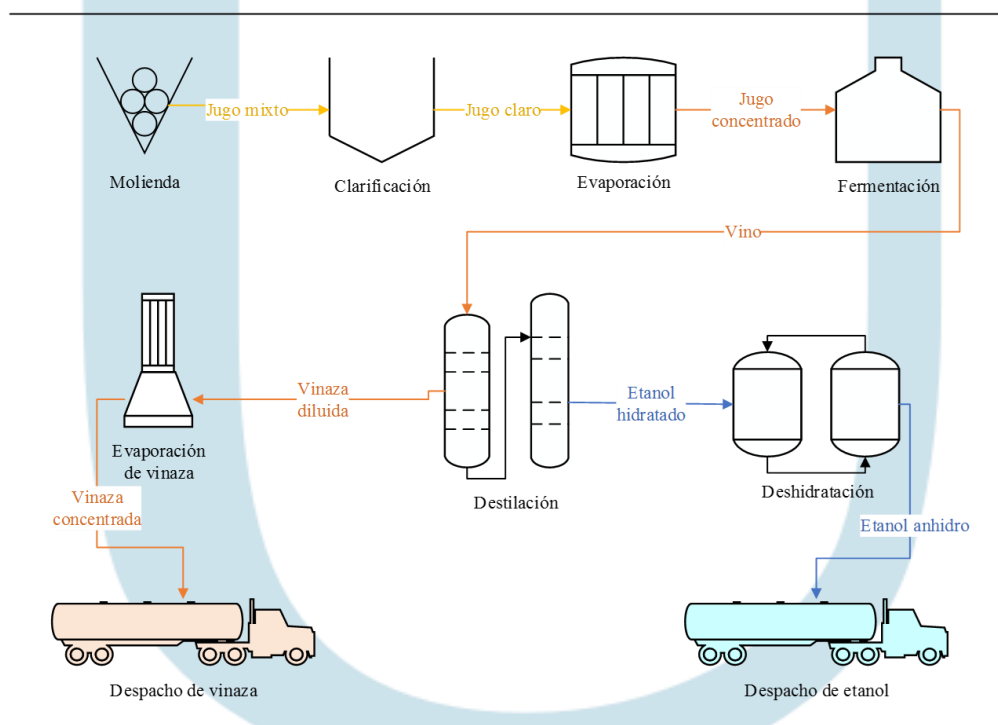 Jugo mixto
Jugo claro
Jugo
concentrado
Molienda
Clarificación
Evaporación
Fermentación
Vino
Vinaza
diluida
Etanol
hidratado
Evaporación
de vinaza
Destilación
Deshidratación
Vinaza
concentrada
Etanol anhidro
Despacho de vinaza
Despacho de etanol